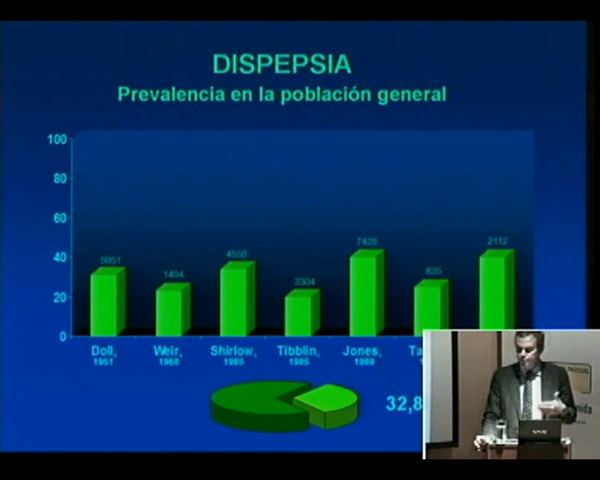 DISPEPSIA
Prevalencia en la población general
100
80
60
40
20
0
5951
1494
4558
3304
7428
835
2112
Doll,
1951
Weir,
1968
Shirlow,
1985
Tibblin,
1985
Jones,
1989
Ta
32,8